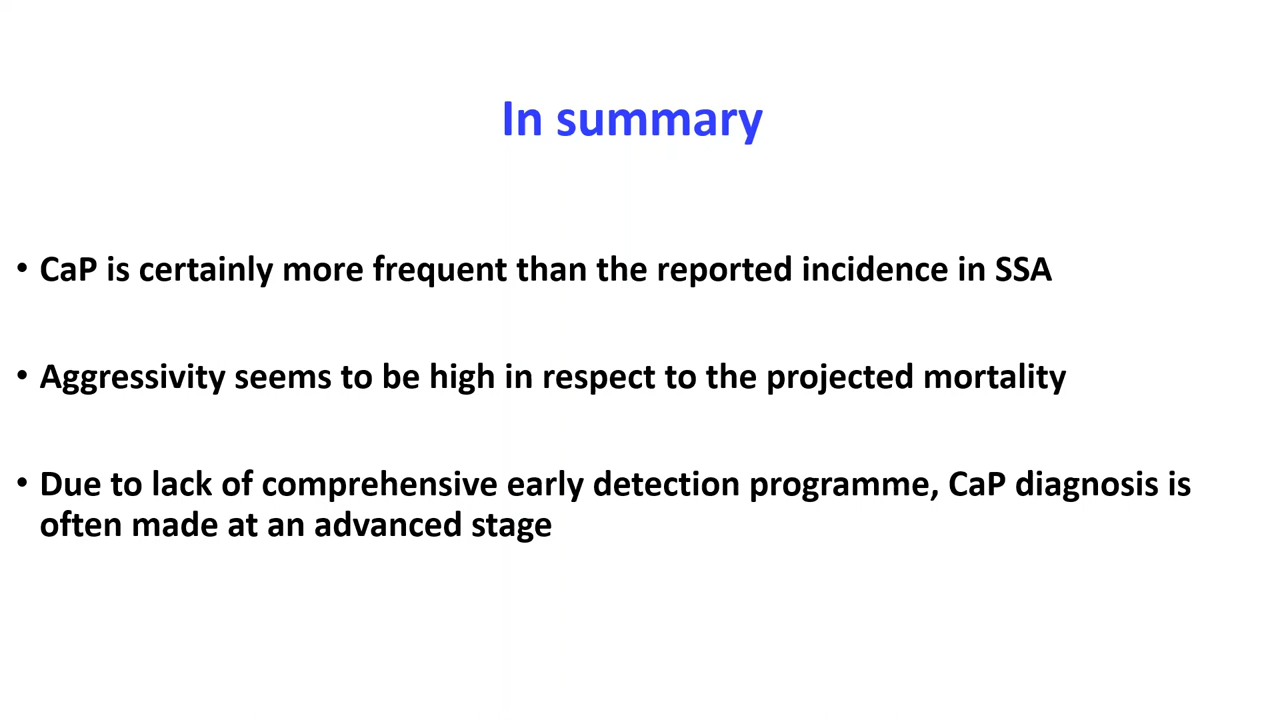 In summary
• CaP is certainly more frequent than the reported incidence in SSA
• Aggressivity seems to be high in respect to the projected mortality
• Due to lack of comprehensive early detection programme, CaP diagnosis is
often made at an advanced stage